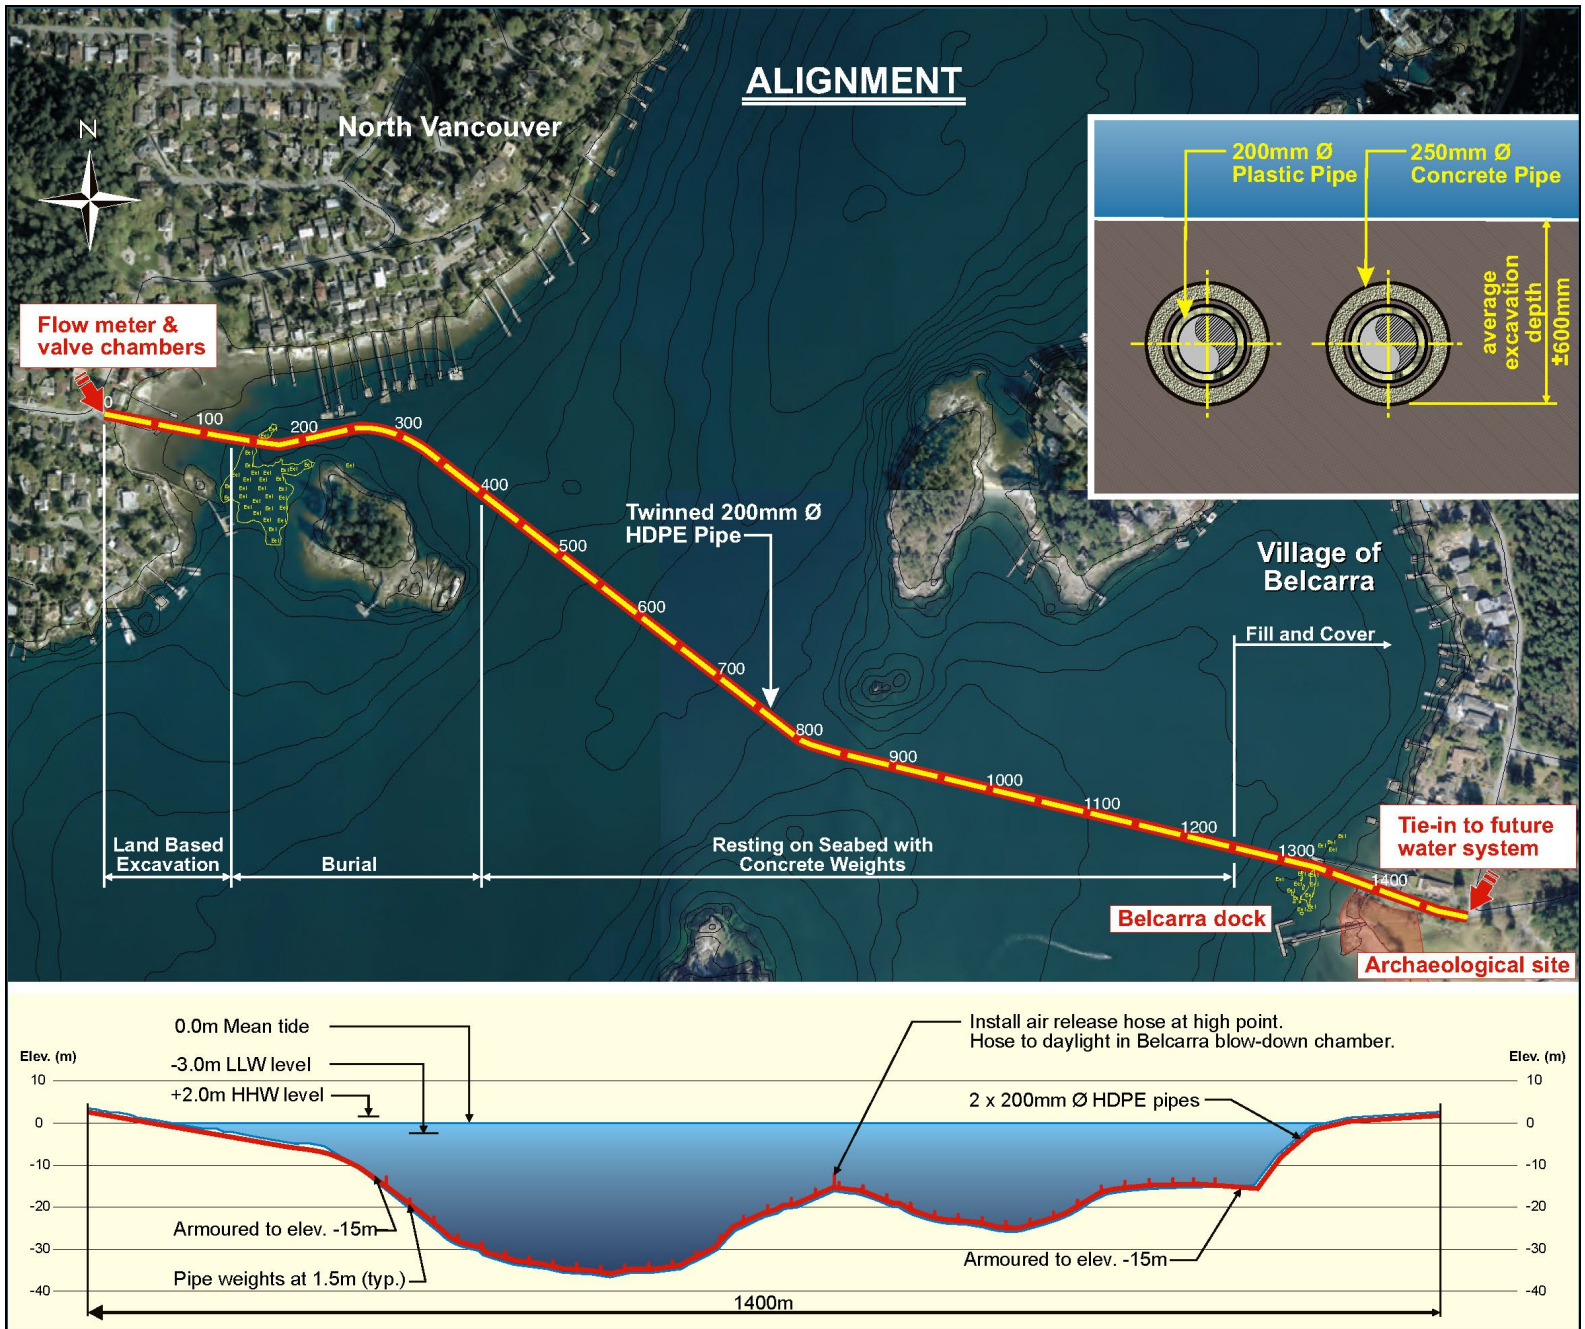 ALIGNMENT
North Vancouver
N
200mm Ø
Plastic Pipe
250mm Ø
Concrete Pipe
average
excavation
depth
±600mm
Flow meter &
valve chambers
0
100
200
300
400
500
600
700
800
900
1000
1100
1200
1300
1400
Eel
Twinned 200mm Ø
HDPE Pipe
Village of
Belcarra
Fill and Cover
Land Based
Excavation
Burial
Resting on Seabed with
Concrete Weights
Tie-in to future
water system
Belcarra dock
Archaeological site
0.0m Mean tide
-3.0m LLW level
+2.0m HHW level
Install air release hose at high point.
Hose to daylight in Belcarra blow-down chamber.
2 x 200mm Ø HDPE pipes
Elev. (m)
10
0
-10
-20
-30
-40
Elev. (m)
10
0
-10
-20
-30
-40
Armoured to elev. -15m
Pipe weights at 1.5m (typ.)
Armoured to elev. -15m
1400m